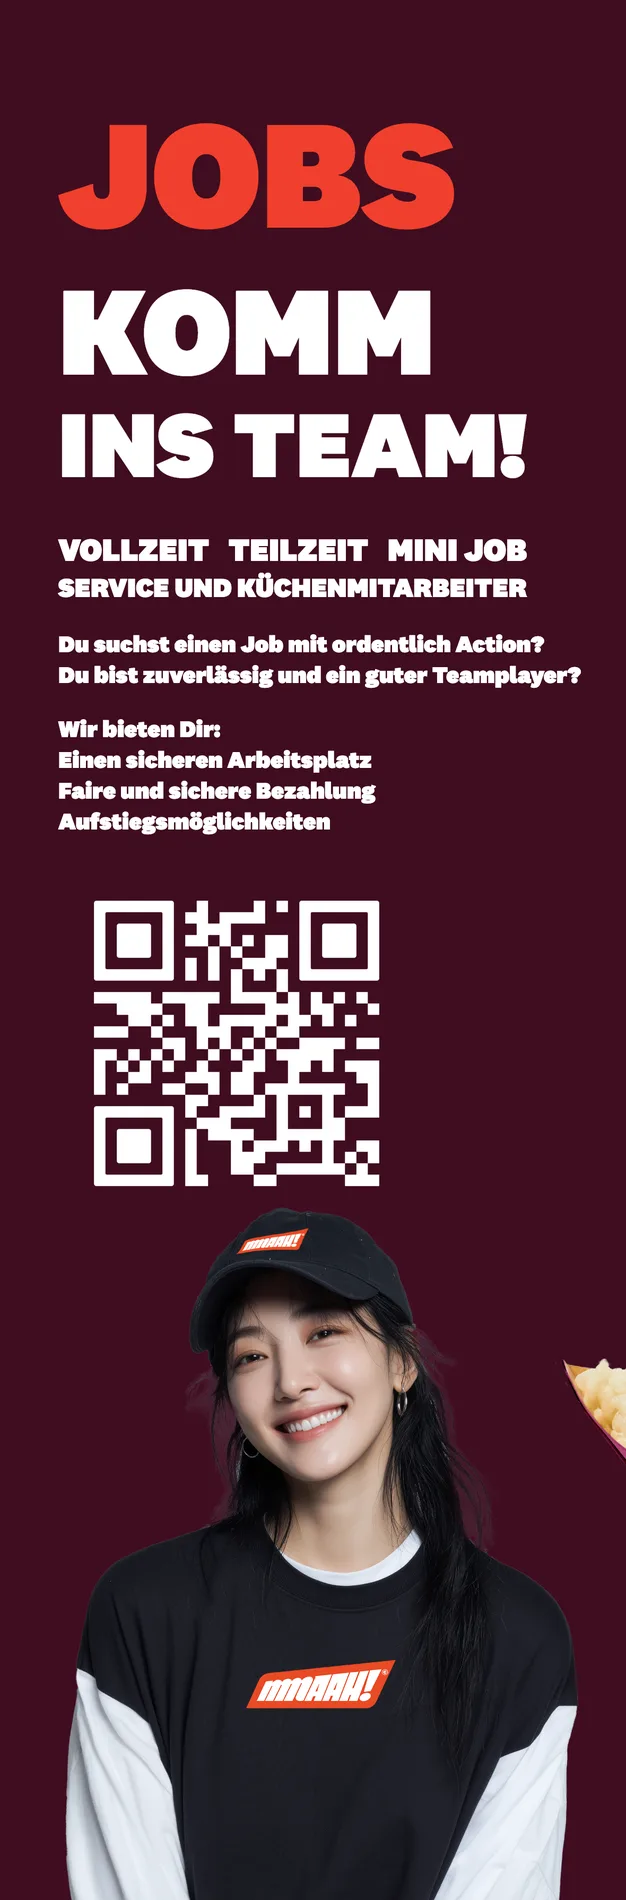 JOBS
KOMM
INS TEAM!
VOLLZEIT TEILZEIT MINI JOB
SERVICE UND KÜCHENMITARBEITER
Du suchst einen Job mit ordentlich Action?
Du bist zuverlässig und ein guter Teamplayer?
Wir bieten Dir:
Einen sicheren Arbeitsplatz
Faire und sichere Bezahlung
Aufstiegsmöglichkeiten
mmAAH!
mmAAH!®